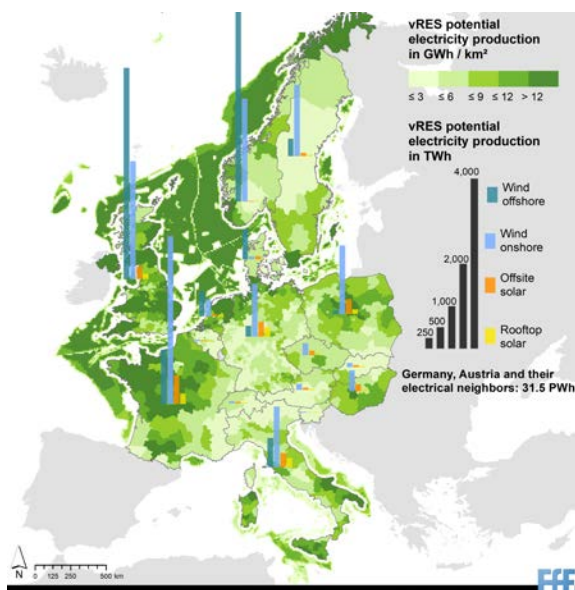 vRES potential
electricity production
in GWh / km²
≤ 3 ≤ 6 ≤ 9 ≤ 12 > 12
vRES potential
electricity production
in TWh
4,000
2,000
1,000
500
250
Wind
offshore
Wind
onshore
Offsite
solar
Rooftop
solar
Germany, Austria and their
electrical neighbors: 31.5 PWh
N
0 125 250 500 km